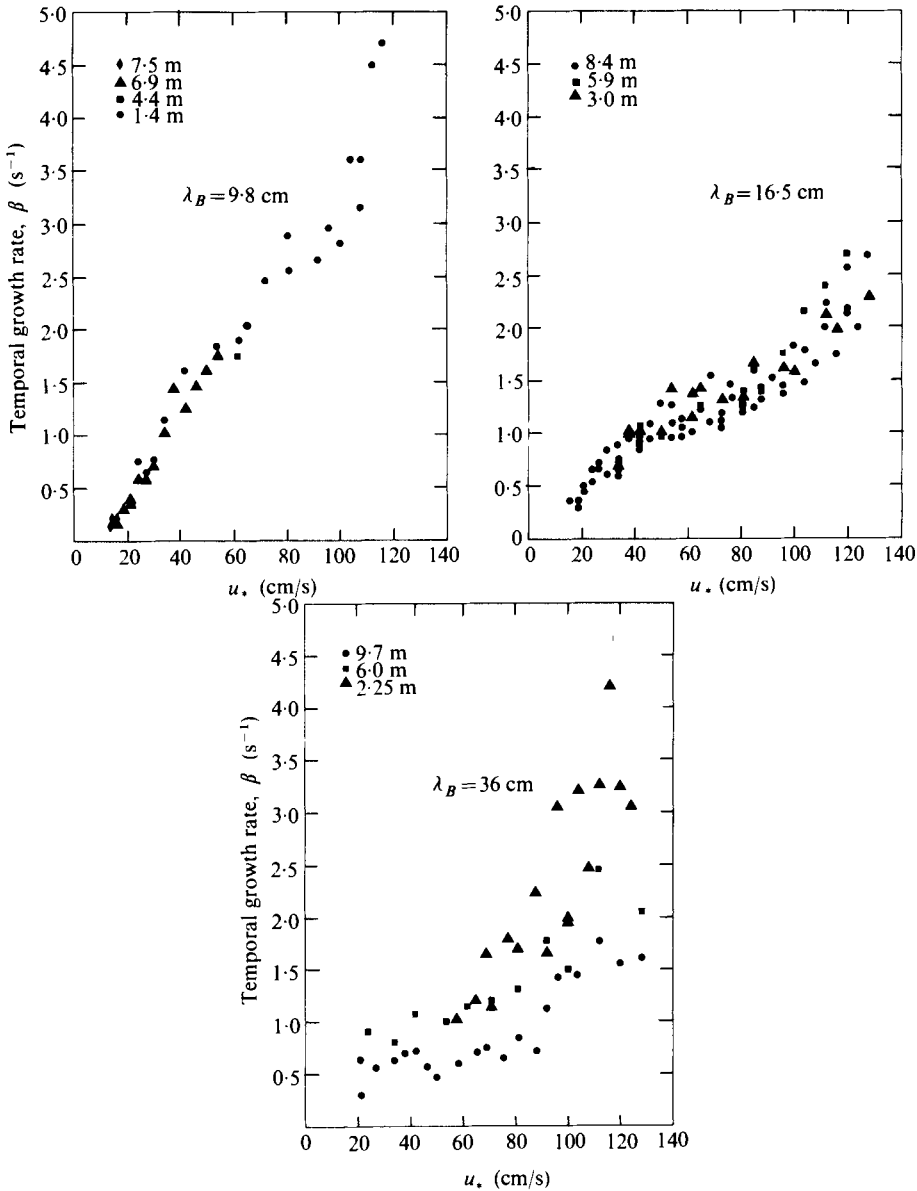 5·0
4·5
4·0
3·5
3·0
2·5
2·0
1·5
1·0
0·5
Temporal growth rate, β (s⁻¹)
7·5 m
6·9 m
4·4 m
1·4 m
λ_B = 9·8 cm
0 20 40 60 80 100 120 140
u_* (cm/s)
5·0
4·5
4·0
3·5
3·0
2·5
2·0
1·5
1·0
0·5
0
8·4 m
5·9 m
3·0 m
λ_B = 16·5 cm
0 20 40 60 80 100 120 140
u_* (cm/s)
5·0
4·5
4·0
3·5
3·0
2·5
2·0
1·5
1·0
0·5
Temporal growth rate, β (s⁻¹)
9·7 m
6·0 m
2·25 m
λ_B = 36 cm
0 20 40 60 80 100 120 140
u_* (cm/s)